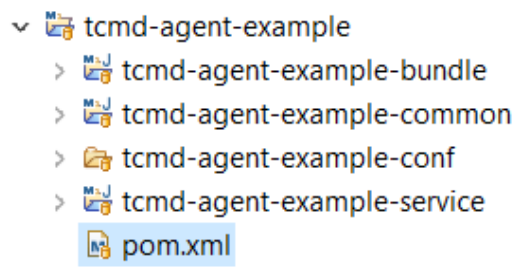 tcmd-agent-example
tcmd-agent-example-bundle
tcmd-agent-example-common
tcmd-agent-example-conf
tcmd-agent-example-service
pom.xml